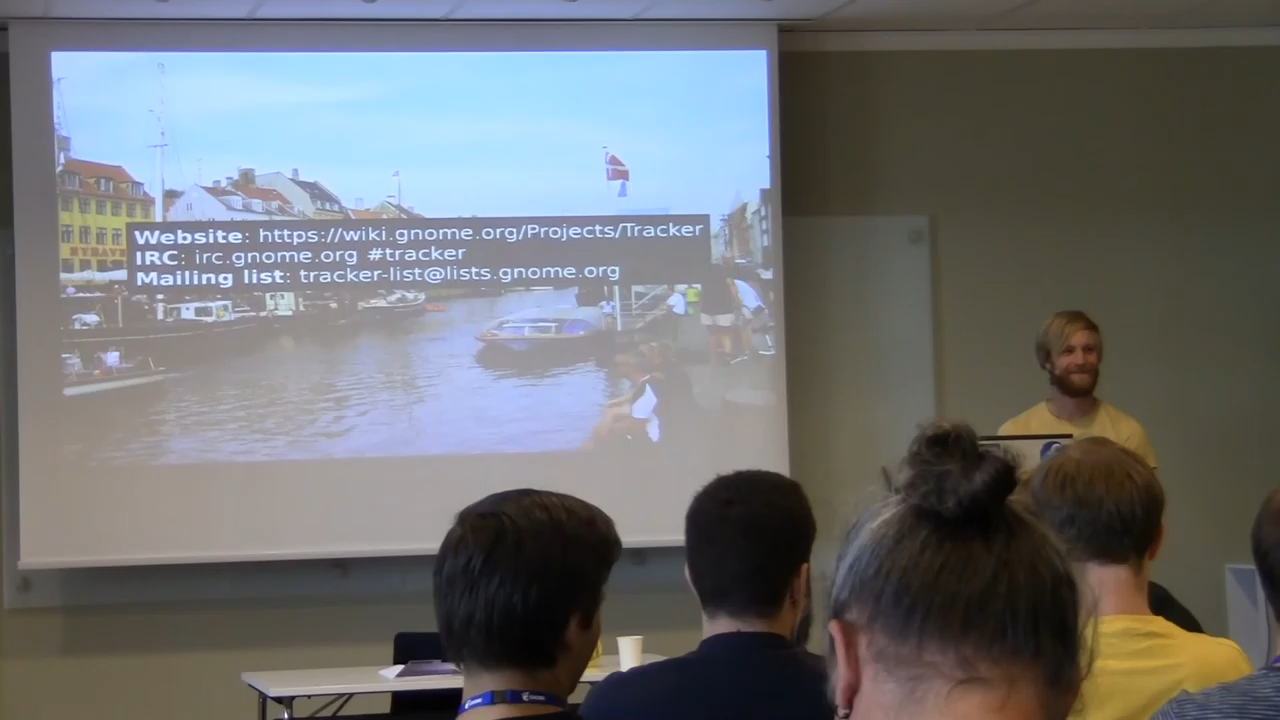 Website: https://wiki.gnome.org/Projects/Tracker
IRC: irc.gnome.org #tracker
Mailing list: tracker-list@lists.gnome.org